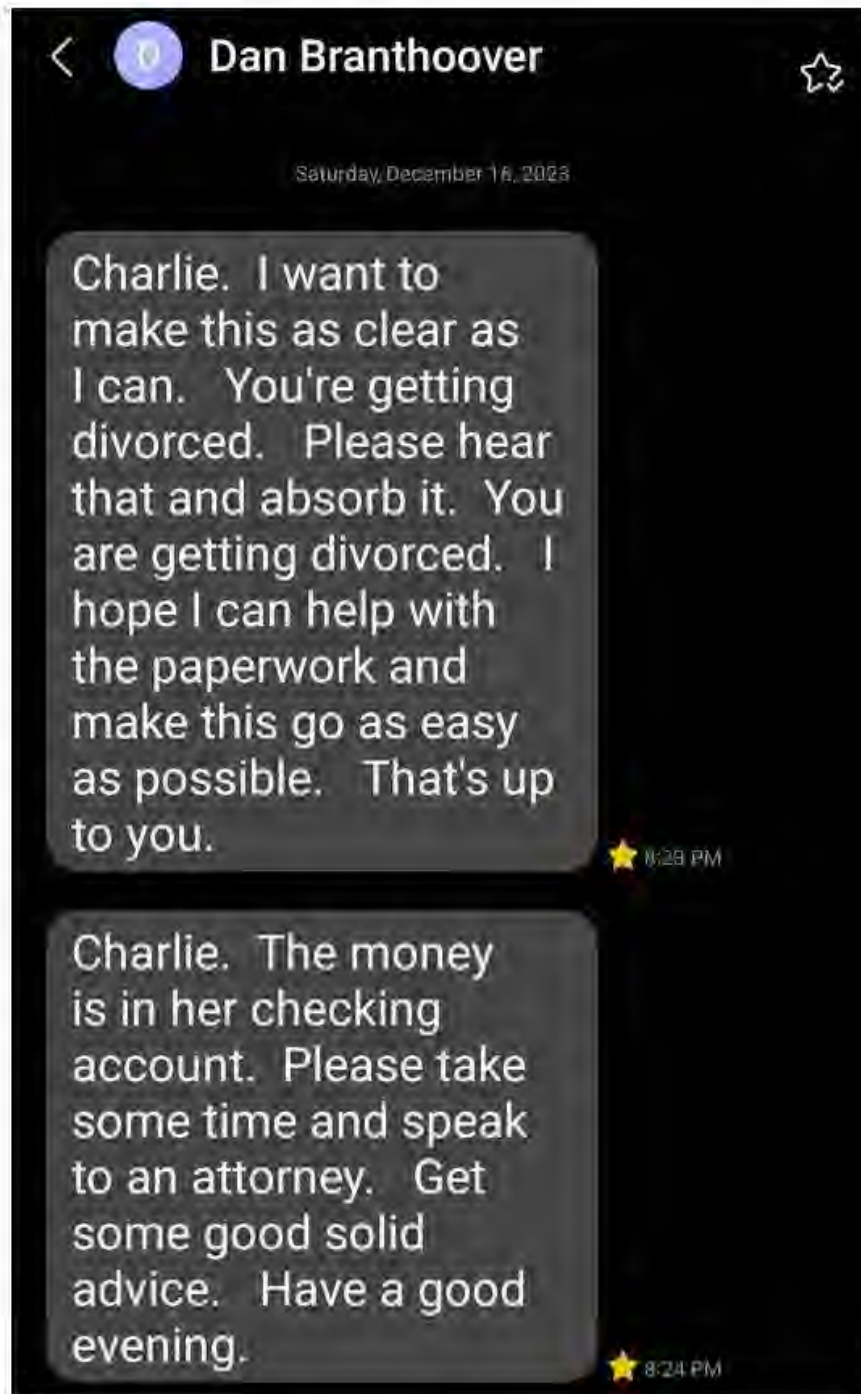 D Dan Branthoover
Saturday, December 16, 2023
Charlie.  I want to
make this as clear as
I can.   You're getting
divorced.   Please hear
that and absorb it.  You
are getting divorced.   I
hope I can help with
the paperwork and
make this go as easy
as possible.   That's up
to you.
PM
Charlie.  The money
is in her checking
account.  Please take
some time and speak
to an attorney.   Get
some good solid
advice.   Have a good
evening.
8:24 PM